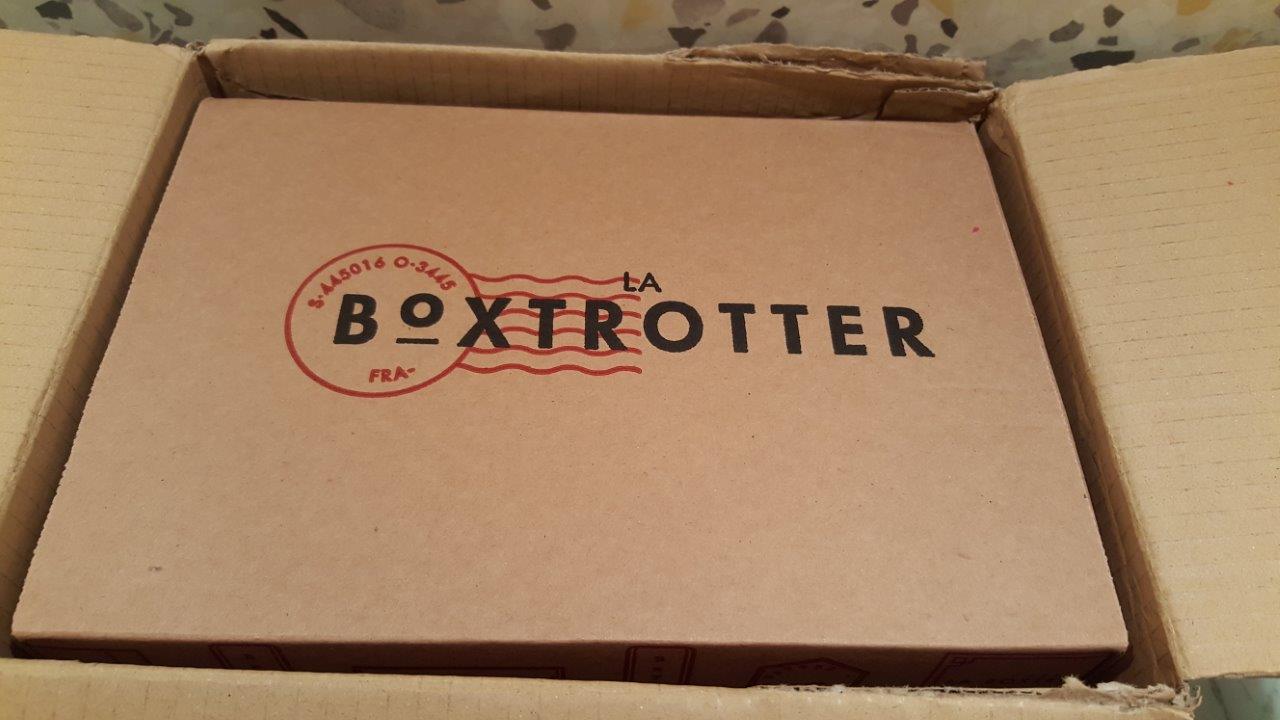 S-445016 O-3445
LA
BOXTROTTER
FRA-